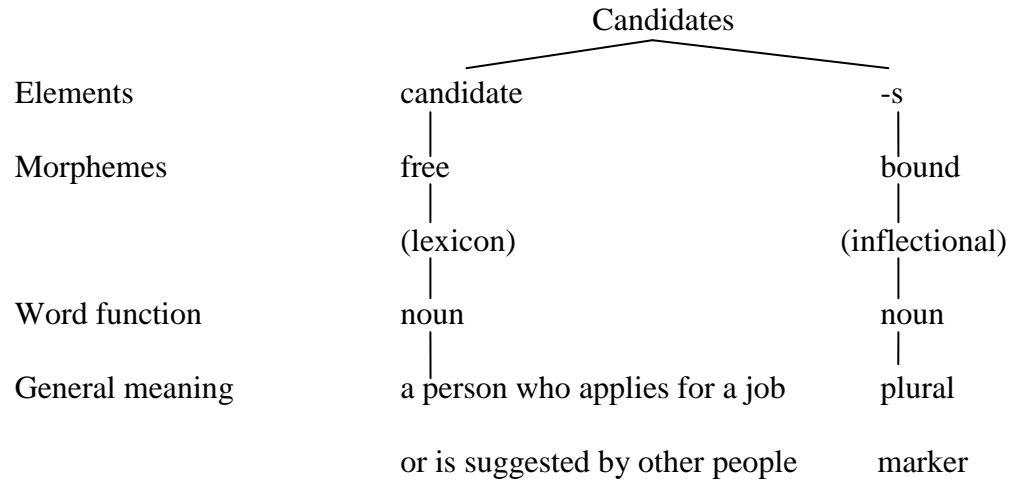 Candidates
Elements candidate -s
Morphemes free bound
(lexicon) (inflectional)
Word function noun noun
General meaning a person who applies for a job plural
or is suggested by other people marker